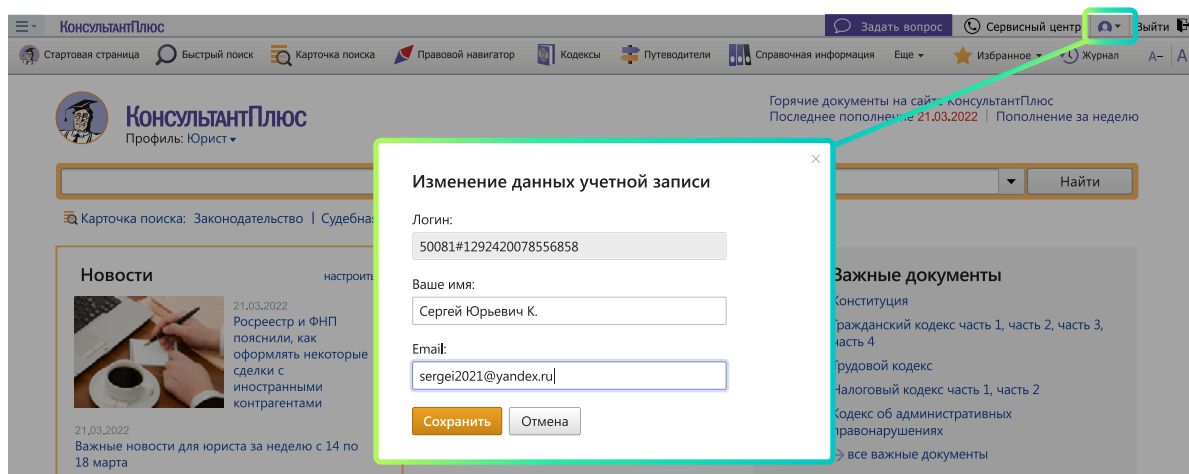 КонсультантПлюс
Задать вопрос
Сервисный центр
Выйти
Стартовая страница
Быстрый поиск
Карточка поиска
Правовой навигатор
Кодексы
Путеводители
Справочная информация
Еще
Избранное
Журнал
А−
А
КонсультантПлюс
Профиль: Юрист
Горячие документы на сайте КонсультантПлюс
Последнее пополнение 21.03.2022 | Пополнение за неделю
Найти
Карточка поиска: Законодательство | Судебная
Новости
настроить
21.03.2022
Росреестр и ФНП
пояснили, как
оформлять некоторые
сделки с
иностранными
контрагентами
21.03.2022
Важные новости для юриста за неделю с 14 по
18 марта
Изменение данных учетной записи
Логин:
50081#1292420078556858
Ваше имя:
Сергей Юрьевич К.
Email:
sergei2021@yandex.ru
Сохранить
Отмена
Важные документы
Конституция
Гражданский кодекс часть 1, часть 2, часть 3,
часть 4
Трудовой кодекс
Налоговый кодекс часть 1, часть 2
Кодекс об административных
правонарушениях
все важные документы